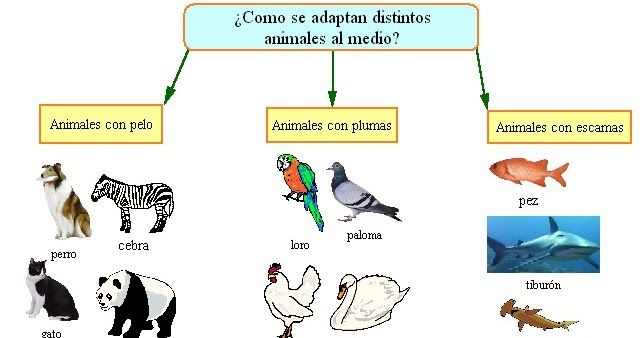 ¿Como se adaptan distintos
animales al medio?
Animales con pelo
Animales con plumas
Animales con escamas
perro
cebra
loro
paloma
pez
gato
tiburón